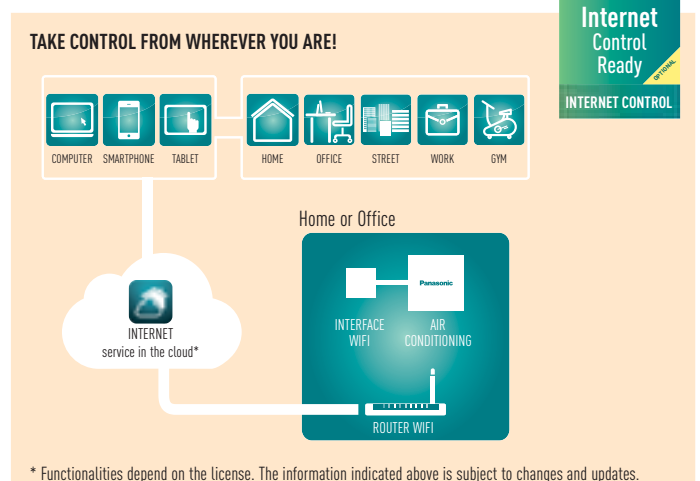 Internet
Control
Ready
OPTIONAL
INTERNET CONTROL
TAKE CONTROL FROM WHEREVER YOU ARE!
COMPUTER SMARTPHONE TABLET HOME OFFICE STREET WORK GYM
Home or Office
Panasonic
INTERFACE
WIFI
AIR
CONDITIONING
INTERNET
service in the cloud*
ROUTER WIFI
* Functionalities depend on the license. The information indicated above is subject to changes and updates.